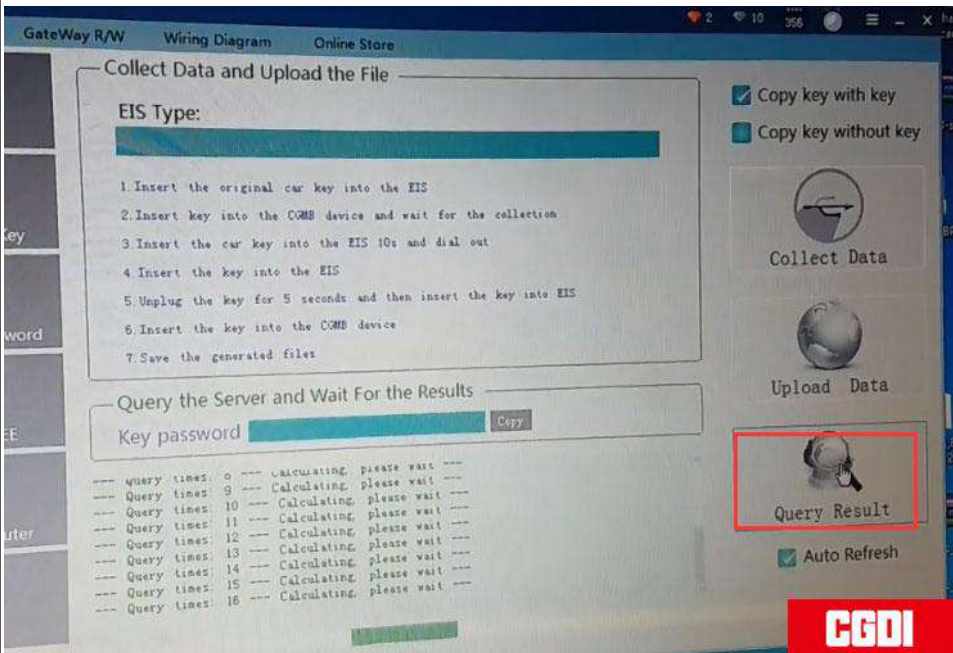 2
10
356
GateWay R/W
Wiring Diagram
Online Store
Collect Data and Upload the File
EIS Type:
1.Insert the original car key into the EIS
2.Insert key into the CGMB device and wait for the collection
3.Insert the car key into the EIS 10s and dial out
4.Insert the key into the EIS
5.Unplug the key for 5 seconds and then insert the key into EIS
6.Insert the key into the CGMB device
7.Save the generated files
Copy key with key
Copy key without key
Collect Data
Upload Data
Query Result
Auto Refresh
Query the Server and Wait For the Results
Key password
Copy
--- Query times: --- Calculating, please wait ---
--- Query times: 9 --- Calculating, please wait ---
--- Query times: 10 --- Calculating, please wait ---
--- Query times: 11 --- Calculating, please wait ---
--- Query times: 12 --- Calculating, please wait ---
--- Query times: 13 --- Calculating, please wait ---
--- Query times: 14 --- Calculating, please wait ---
--- Query times: 15 --- Calculating, please wait ---
--- Query times: 16 --- Calculating, please wait ---
CGDI